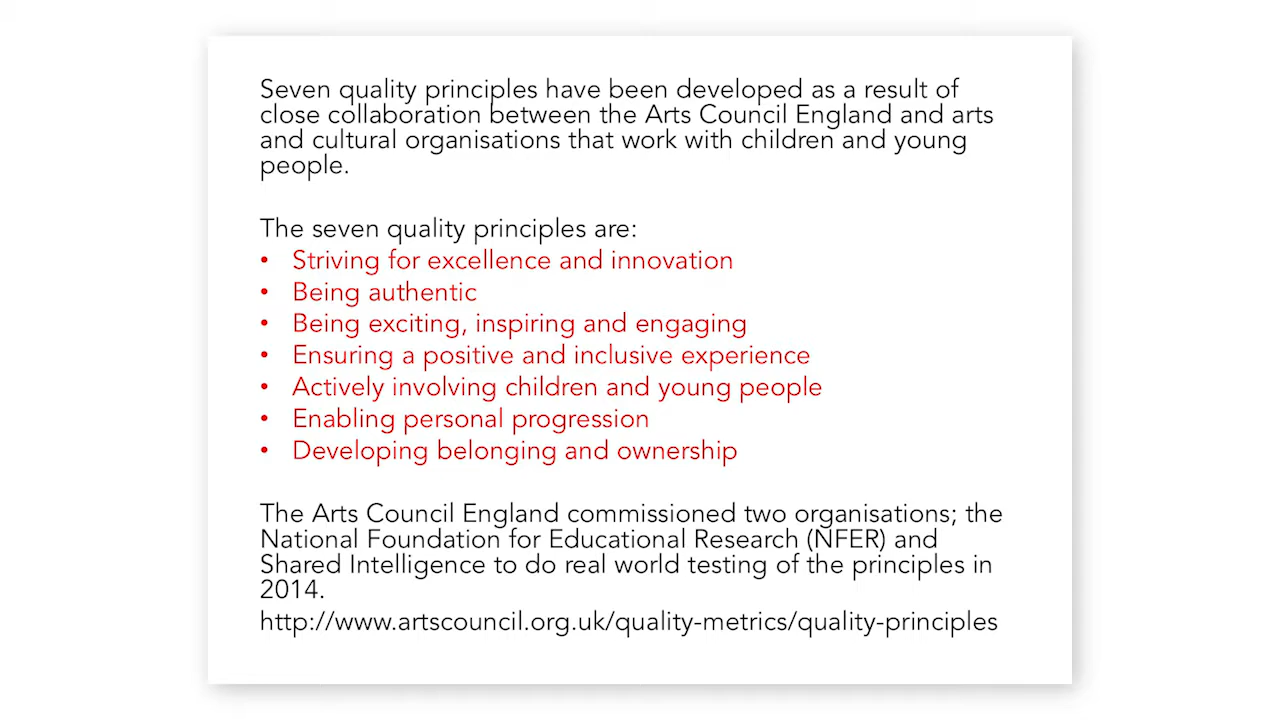 Seven quality principles have been developed as a result of
close collaboration between the Arts Council England and arts
and cultural organisations that work with children and young
people.
The seven quality principles are:
• Striving for excellence and innovation
• Being authentic
• Being exciting, inspiring and engaging
• Ensuring a positive and inclusive experience
• Actively involving children and young people
• Enabling personal progression
• Developing belonging and ownership
The Arts Council England commissioned two organisations; the
National Foundation for Educational Research (NFER) and
Shared Intelligence to do real world testing of the principles in
2014.
http://www.artscouncil.org.uk/quality-metrics/quality-principles